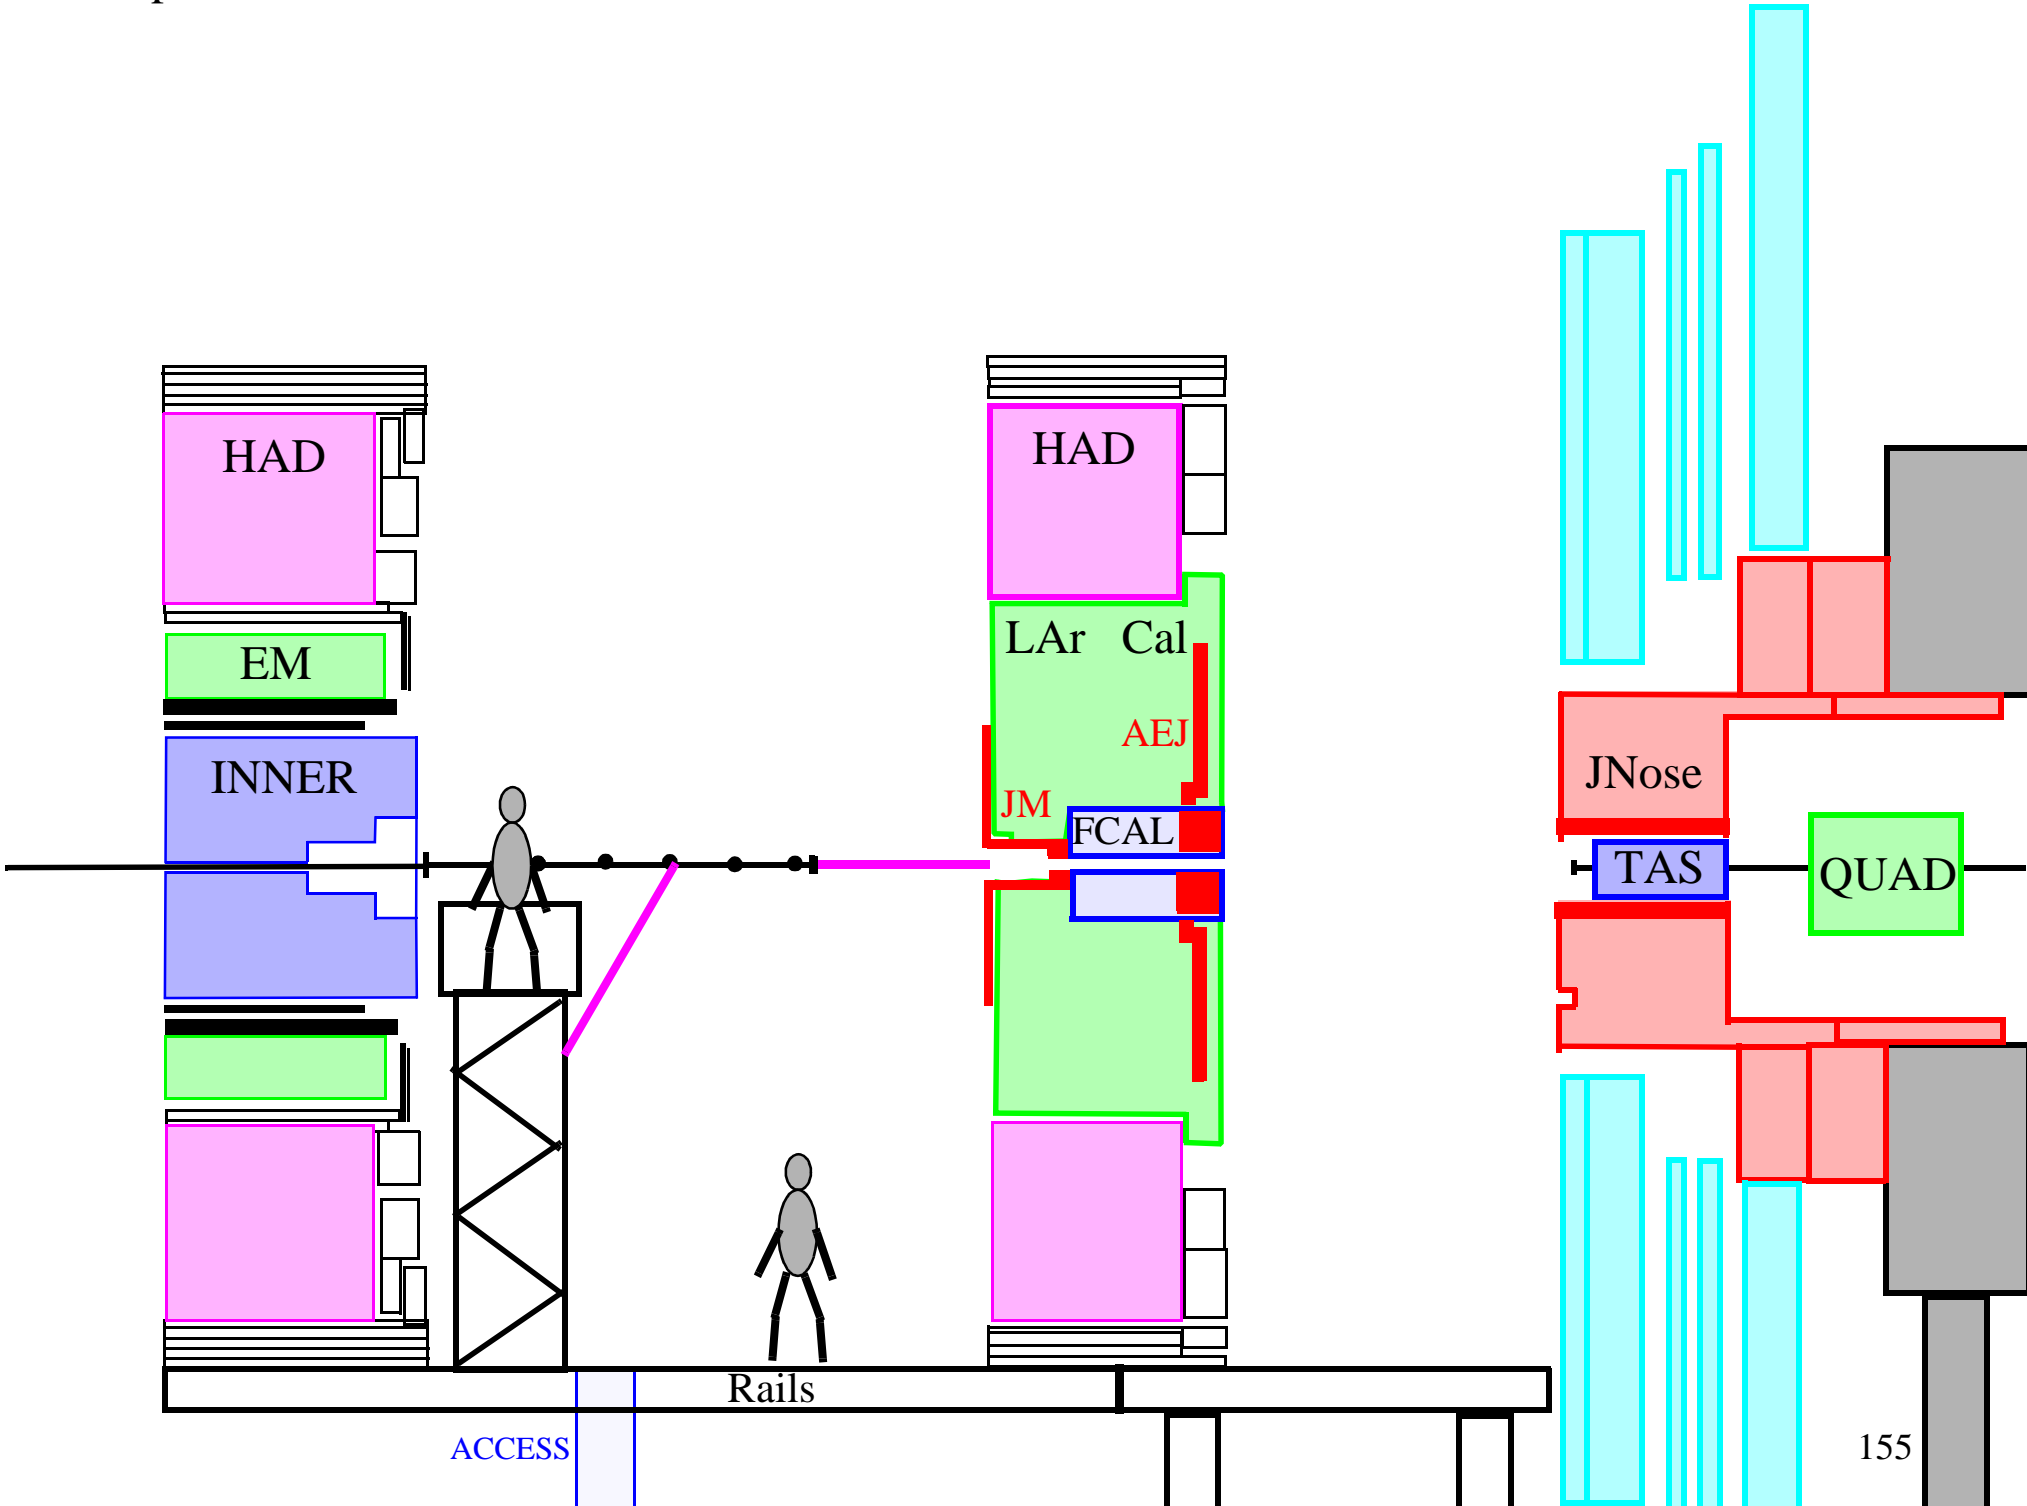 HAD
HAD
EM
LAr Cal
AEJ
INNER
JM
JNose
FCAL
TAS
QUAD
Rails
ACCESS
155